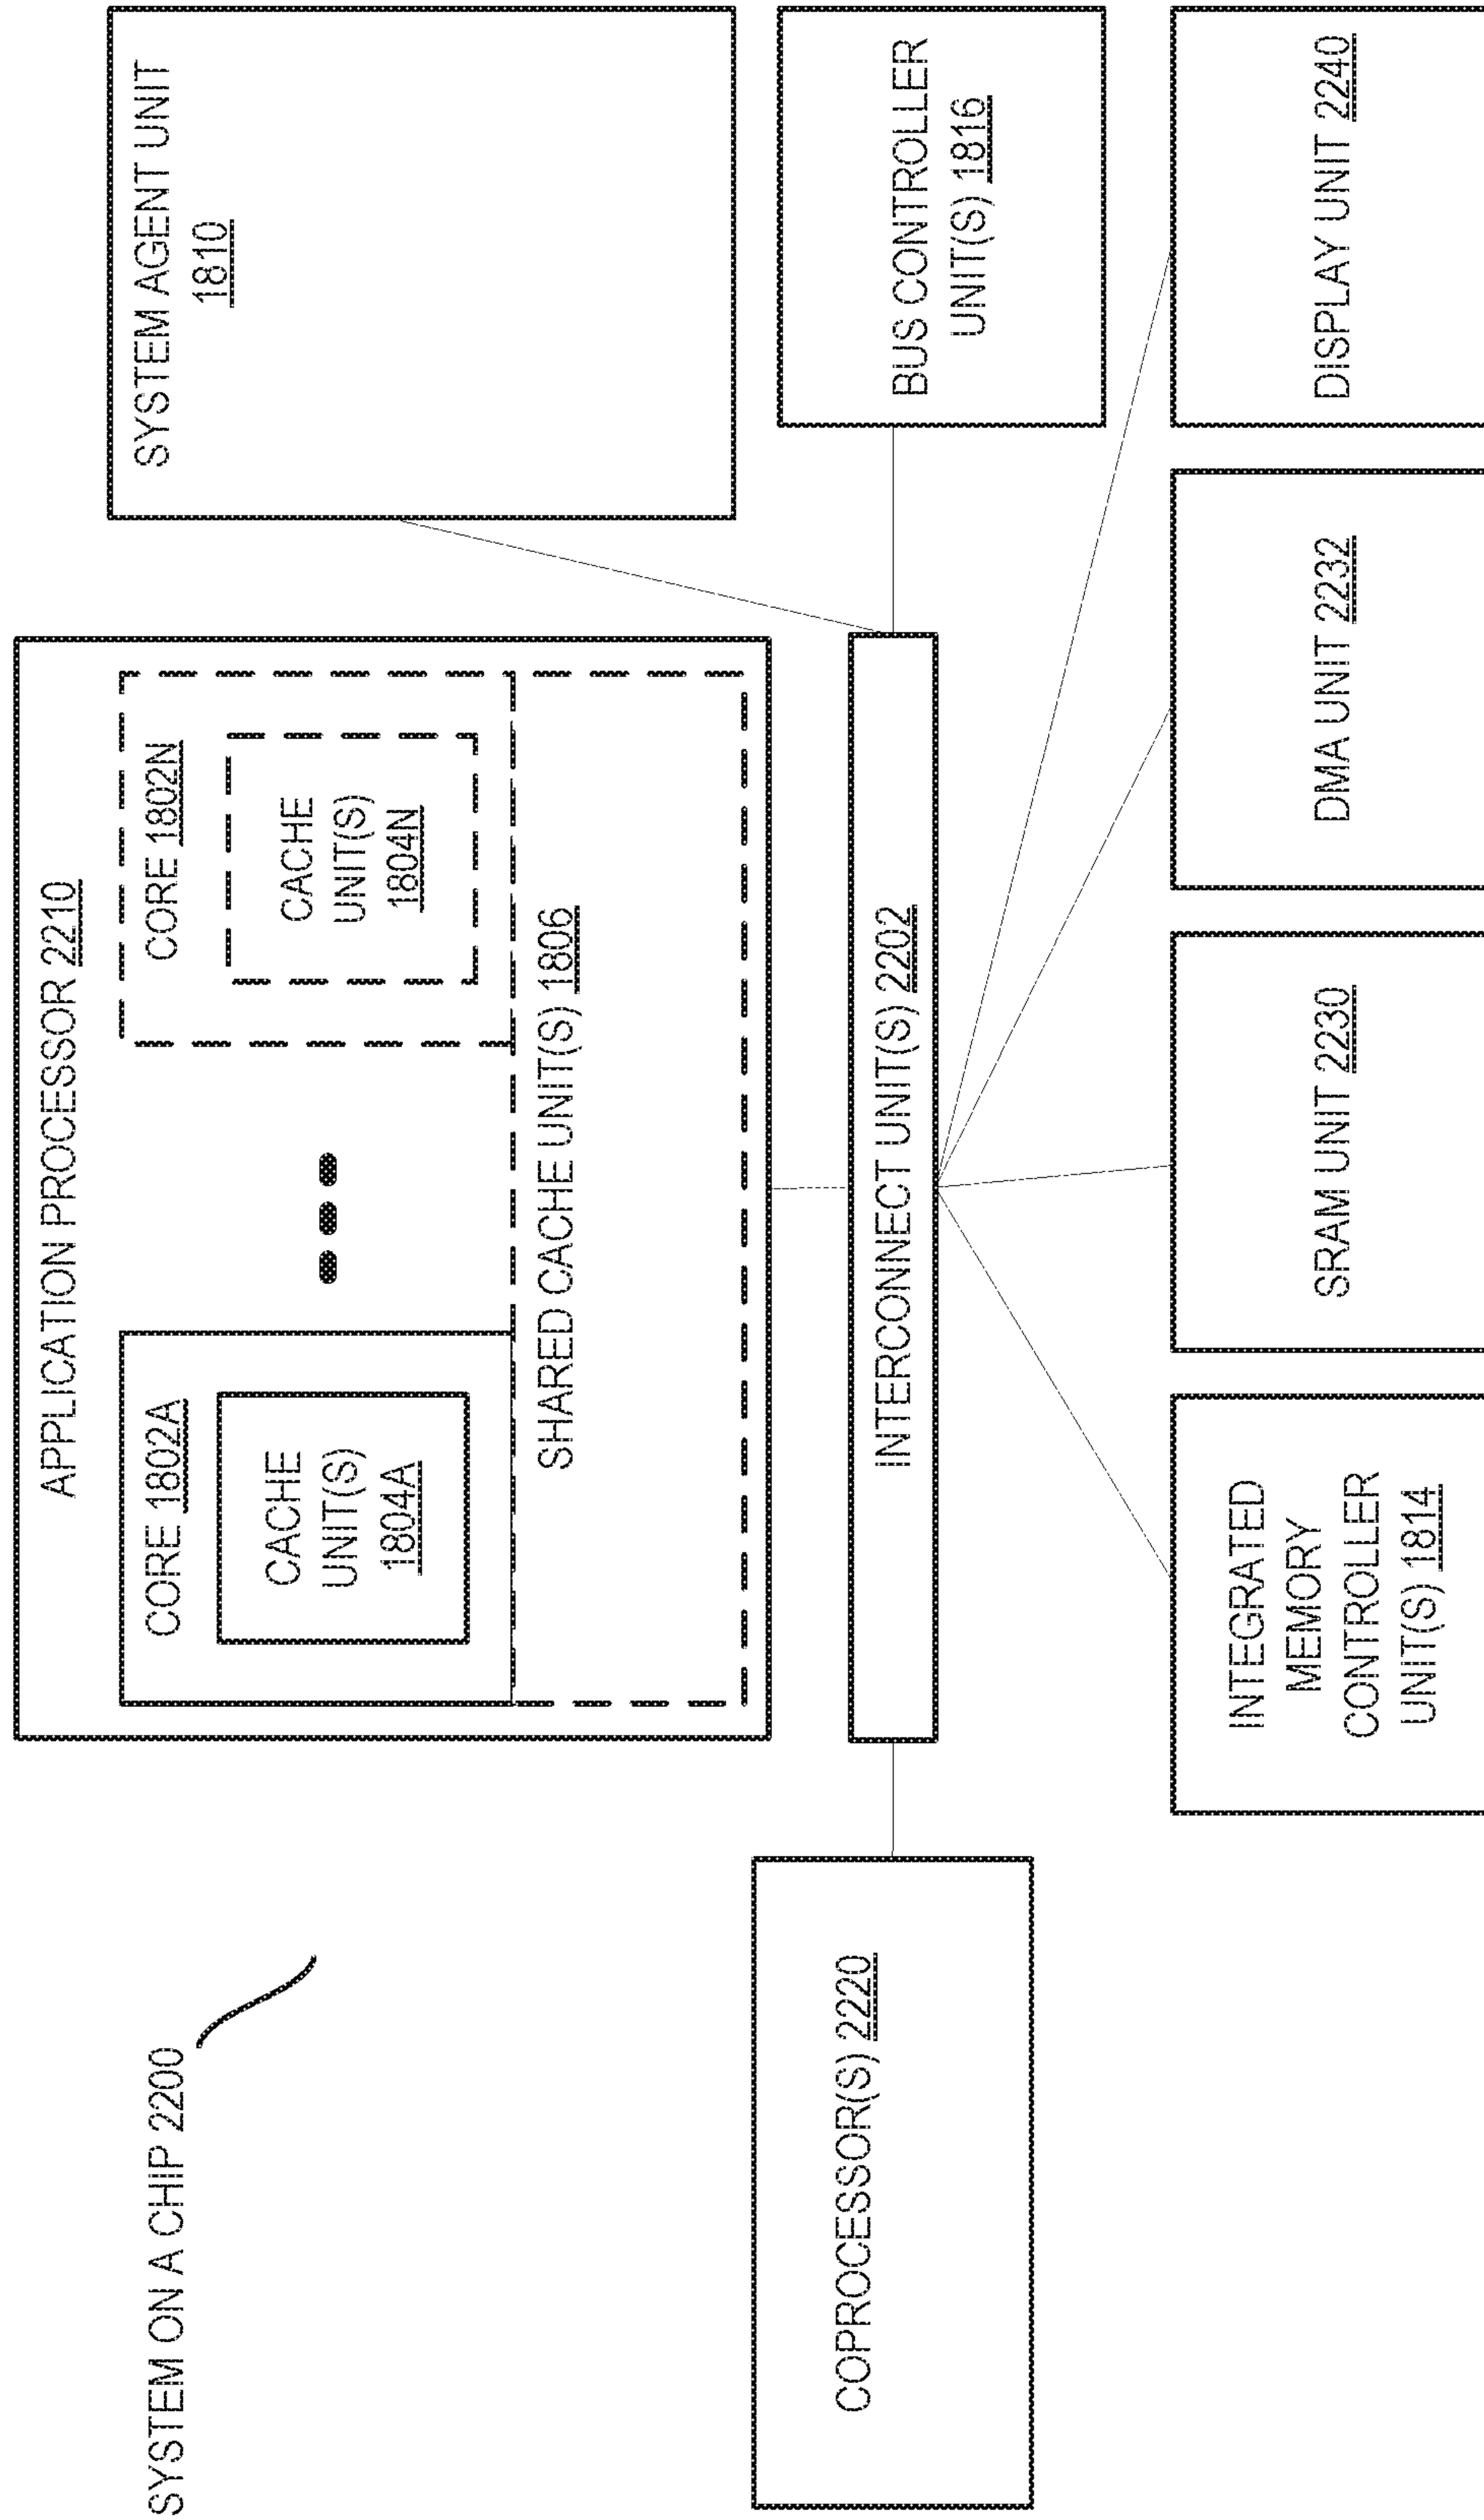 SYSTEM ON A CHIP 2200
APPLICATION PROCESSOR 2210
CORE 1802A
CACHE
UNIT(S)
1804A
CORE 1802N
CACHE
UNIT(S)
1804N
SHARED CACHE UNIT(S) 1806
SYSTEM AGENT UNIT
1810
COPROCESSOR(S) 2220
INTERCONNECT UNIT(S) 2202
BUS CONTROLLER
UNIT(S) 1816
INTEGRATED
MEMORY
CONTROLLER
UNIT(S) 1814
SRAM UNIT 2230
DMA UNIT 2232
DISPLAY UNIT 2240